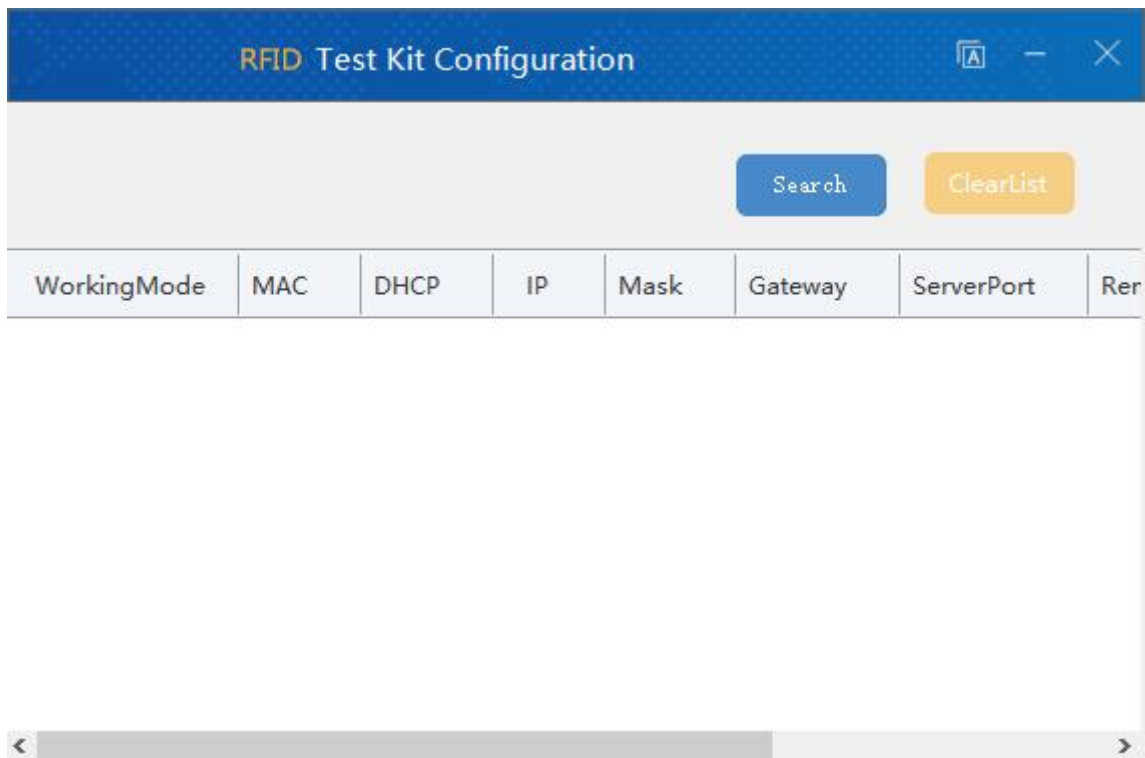 RFID Test Kit Configuration
Search ClearList
WorkingMode MAC DHCP IP Mask Gateway ServerPort